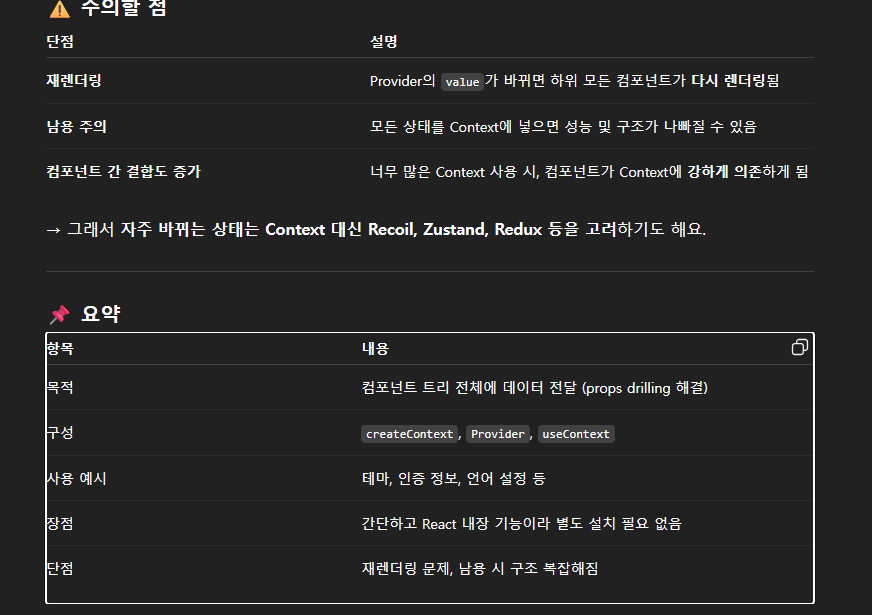 ⚠️ 주의할 점
단점 설명
재렌더링 Provider의 value가 바뀌면 하위 모든 컴포넌트가 다시 렌더링됨
남용 주의 모든 상태를 Context에 넣으면 성능 및 구조가 나빠질 수 있음
컴포넌트 간 결합도 증가 너무 많은 Context 사용 시, 컴포넌트가 Context에 강하게 의존하게 됨
→ 그래서 자주 바뀌는 상태는 Context 대신 Recoil, Zustand, Redux 등을 고려하기도 해요.
📌 요약
항목 내용
목적 컴포넌트 트리 전체에 데이터 전달 (props drilling 해결)
구성 createContext, Provider, useContext
사용 예시 테마, 인증 정보, 언어 설정 등
장점 간단하고 React 내장 기능이라 별도 설치 필요 없음
단점 재렌더링 문제, 남용 시 구조 복잡해짐